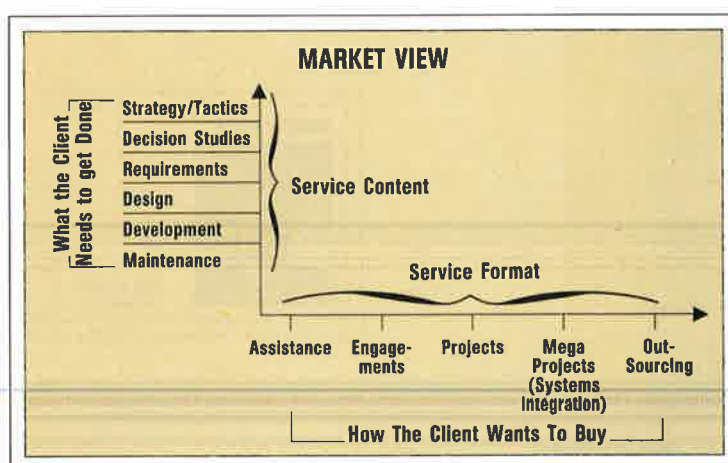 MARKET VIEW
What the Client
Needs to get Done
Strategy/Tactics
Decision Studies
Requirements
Design
Development
Maintenance
Service Content
Service Format
Assistance
Engage-
ments
Projects
Mega
Projects
(Systems
Integration)
Out-
Sourcing
How The Client Wants To Buy